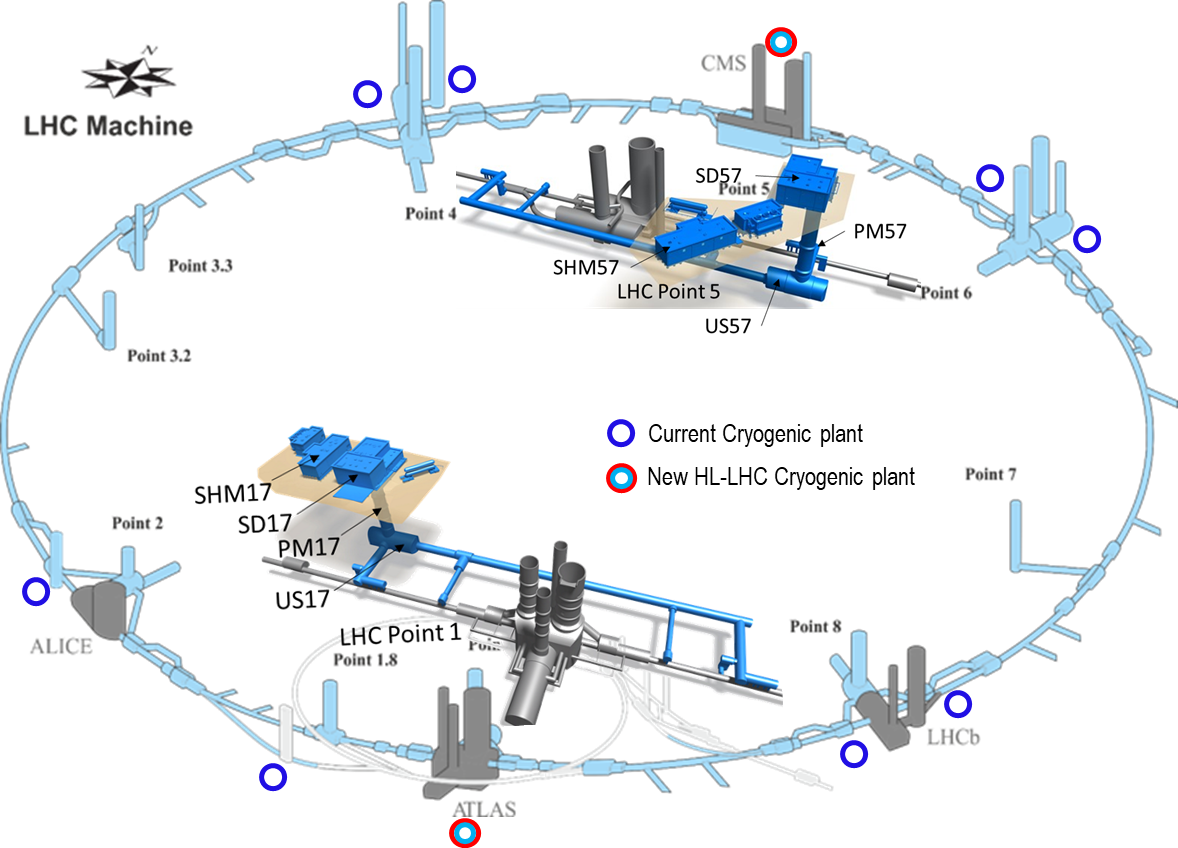 N
LHC Machine
CMS
Point 4
SD57
Point 5
PM57
SHM57
LHC Point 5
Point 6
US57
Point 3.3
Point 3.2
Current Cryogenic plant
New HL-LHC Cryogenic plant
Point 7
SHM17
SD17
PM17
Point 2
US17
LHC Point 1
ALICE
Point 1.8
Point 8
LHCb
ATLAS